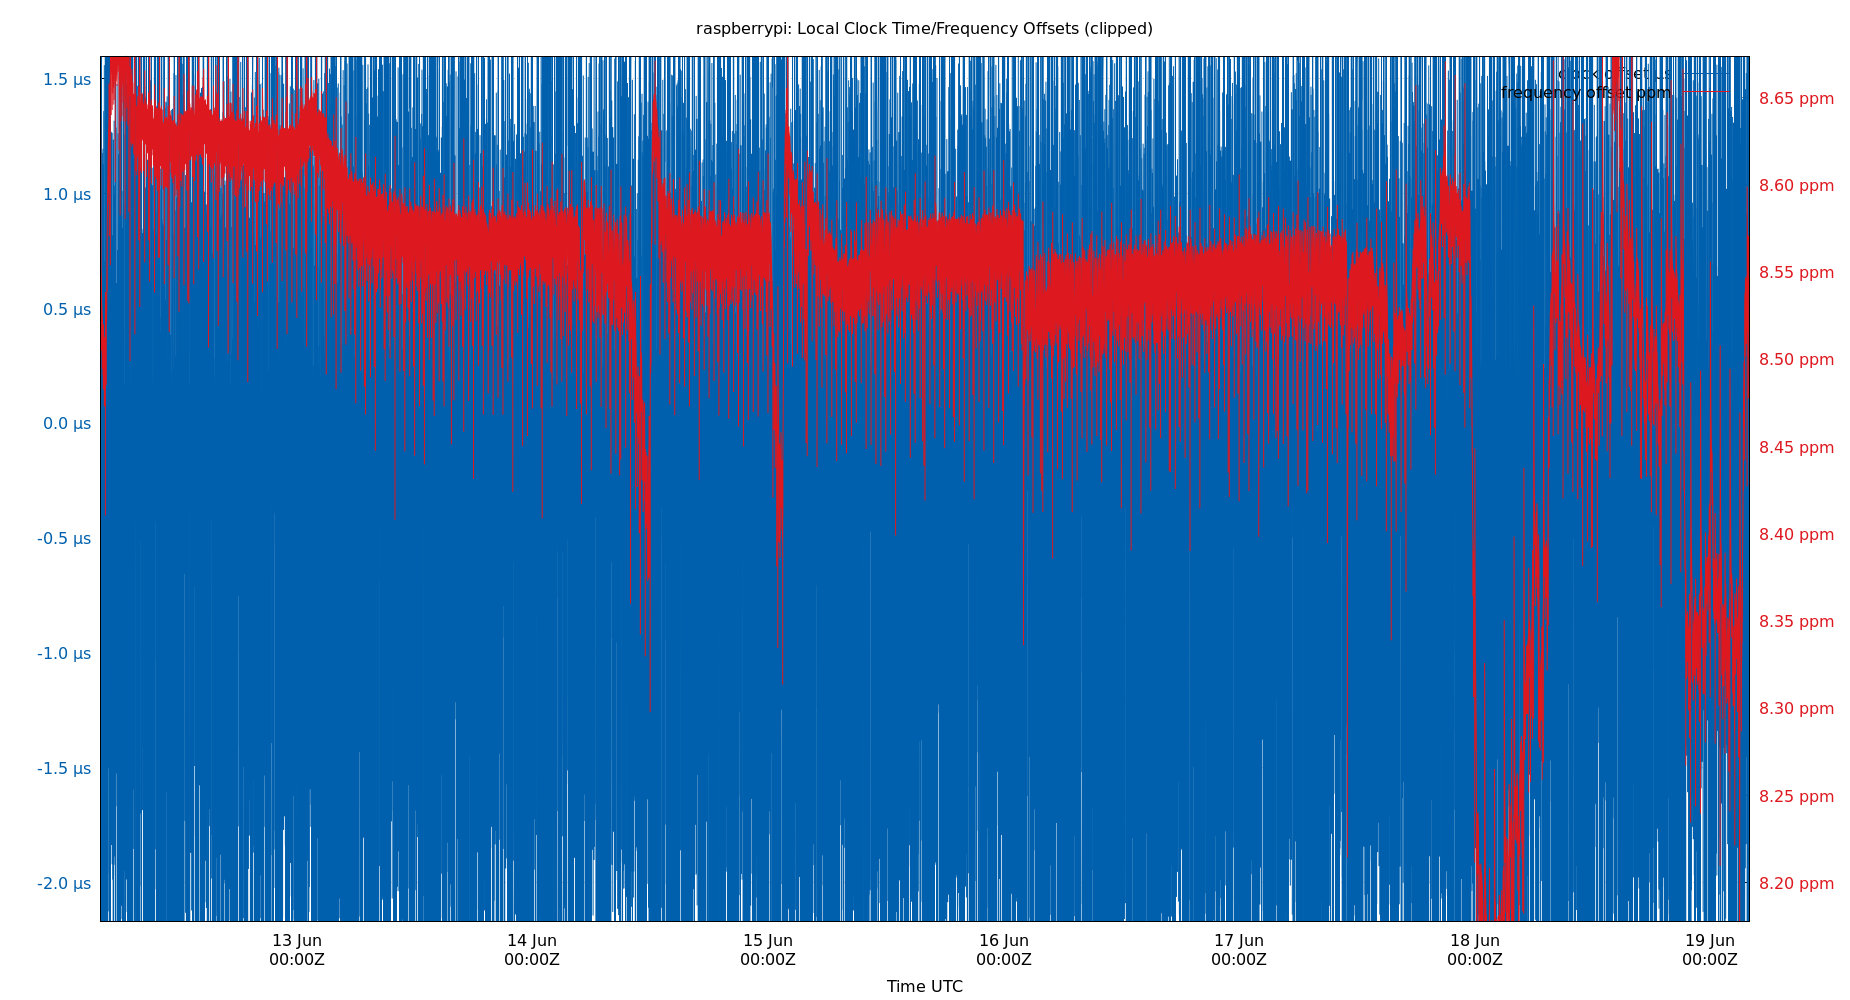 raspberrypi: Local Clock Time/Frequency Offsets (clipped)
1.5 µs
1.0 µs
0.5 µs
0.0 µs
-0.5 µs
-1.0 µs
-1.5 µs
-2.0 µs
clock offset µs
frequency offset ppm
8.65 ppm
8.60 ppm
8.55 ppm
8.50 ppm
8.45 ppm
8.40 ppm
8.35 ppm
8.30 ppm
8.25 ppm
8.20 ppm
13 Jun
00:00Z
14 Jun
00:00Z
15 Jun
00:00Z
16 Jun
00:00Z
17 Jun
00:00Z
18 Jun
00:00Z
19 Jun
00:00Z
Time UTC